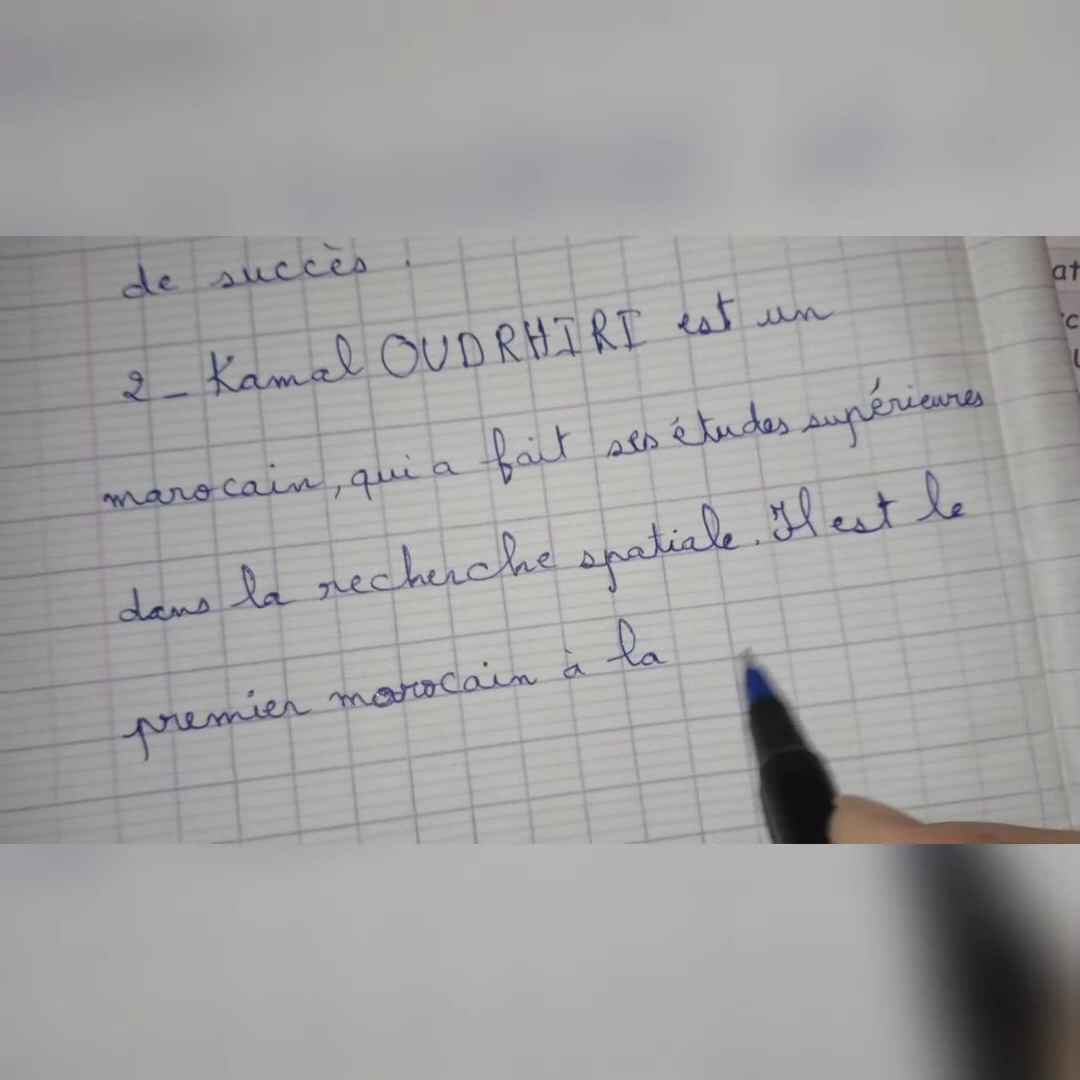 de succès.
2_ Kamal OUDRHIRI est un
marocain, qui a fait ses études supérieures
dans la recherche spatiale. Il est le
premier marocain à la